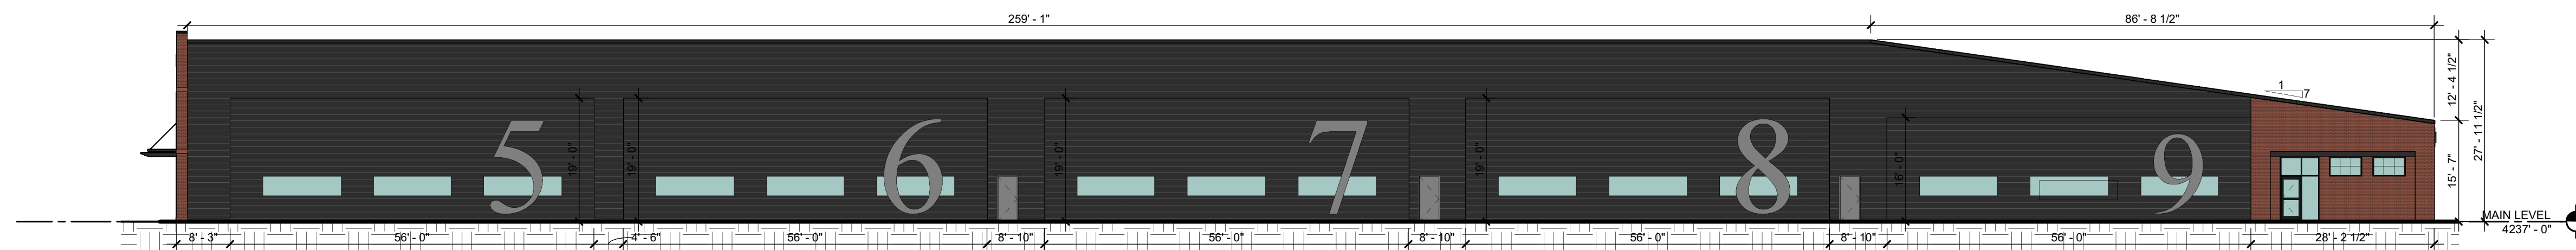 259' - 1"
86' - 8 1/2"
12' - 4 1/2"
27' - 11 1/2"
15' - 7"
1
7
5
19' - 0"
19' - 0"
6
19' - 0"
7
19' - 0"
8
16' - 0"
9
MAIN LEVEL
4237' - 0"
8' - 3"
56' - 0"
4' - 6"
56' - 0"
8' - 10"
56' - 0"
8' - 10"
56' - 0"
8' - 10"
56' - 0"
28' - 2 1/2"